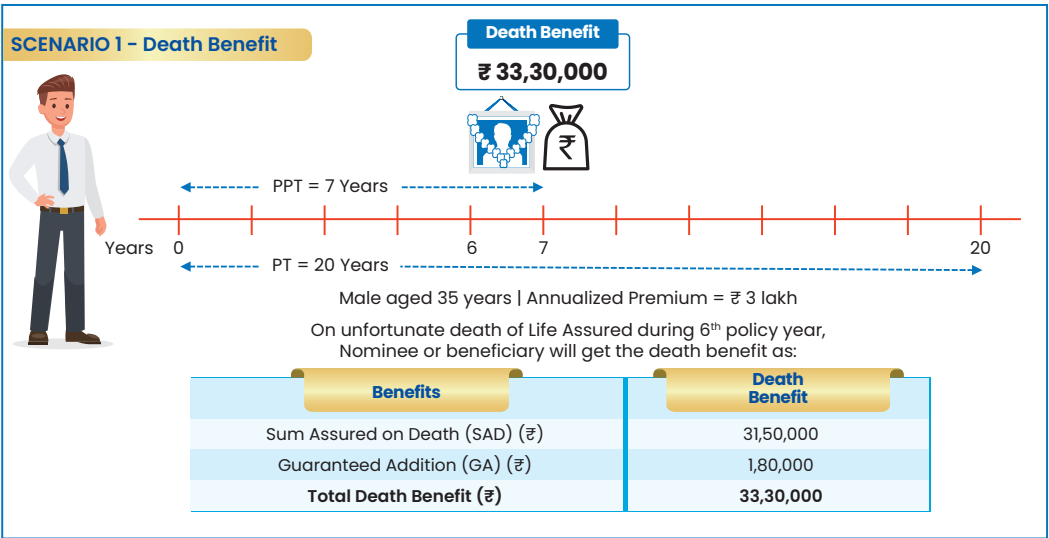 SCENARIO 1 - Death Benefit
Death Benefit
₹ 33,30,000
₹
PPT = 7 Years
Years 0 6 7 20
PT = 20 Years
Male aged 35 years | Annualized Premium = ₹ 3 lakh
On unfortunate death of Life Assured during 6th policy year,
Nominee or beneficiary will get the death benefit as:
Benefits
Death
Benefit
Sum Assured on Death (SAD) (₹) 31,50,000
Guaranteed Addition (GA) (₹) 1,80,000
Total Death Benefit (₹) 33,30,000